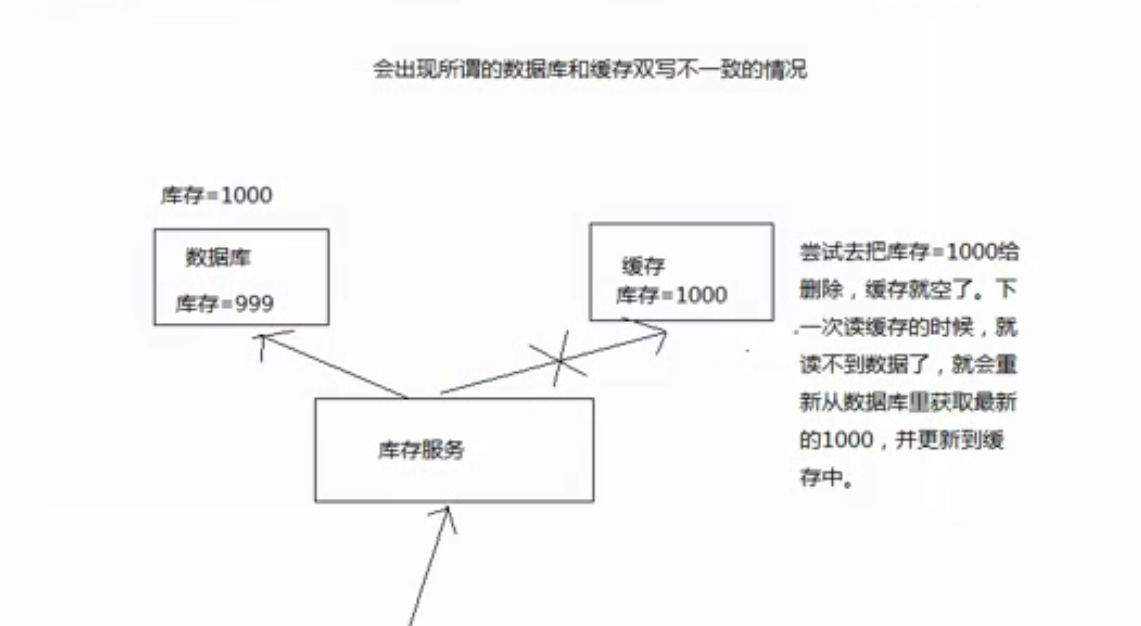 会出现所谓的数据库和缓存双写不一致的情况
库存=1000
数据库
库存=999
缓存
库存=1000
尝试去把库存=1000给
删除，缓存就空了。下
一次读缓存的时候，就
读不到数据了，就会重
新从数据库里获取最新
的1000，并更新到缓
存中。
库存服务